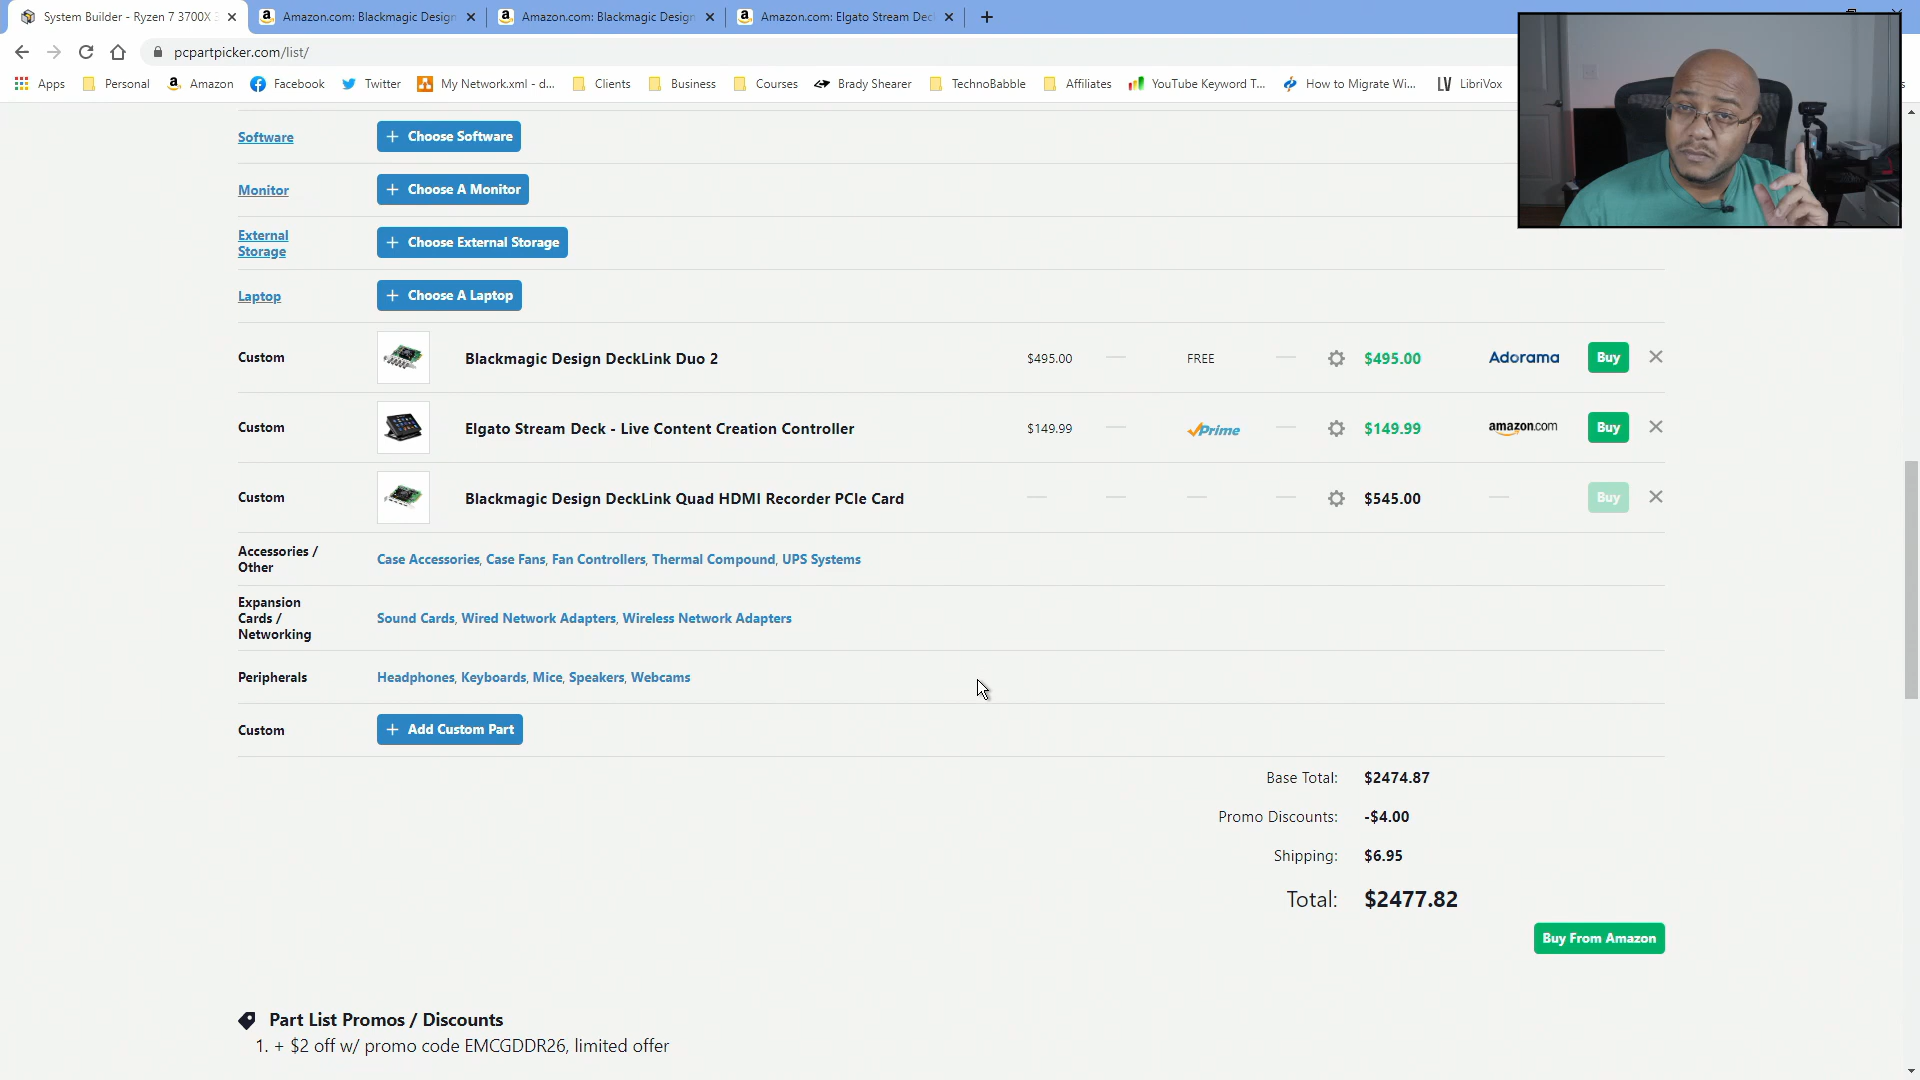 System Builder - Ryzen 7 3700X
Amazon.com: Blackmagic Design
Amazon.com: Blackmagic Design
Amazon.com: Elgato Stream Dec
pcpartpicker.com/list/
Apps
Personal
Amazon
Facebook
Twitter
My Network.xml - d...
Clients
Business
Courses
Brady Shearer
TechnoBabble
Affiliates
YouTube Keyword T...
How to Migrate Wi...
LibriVox
Software
+ Choose Software
Monitor
+ Choose A Monitor
External
Storage
+ Choose External Storage
Laptop
+ Choose A Laptop
Custom
Blackmagic Design DeckLink Duo 2
$495.00
FREE
$495.00
Adorama
Buy
Custom
Elgato Stream Deck - Live Content Creation Controller
$149.99
Prime
$149.99
amazon.com
Buy
Custom
Blackmagic Design DeckLink Quad HDMI Recorder PCIe Card
$545.00
Buy
Accessories /
Other
Case Accessories, Case Fans, Fan Controllers, Thermal Compound, UPS Systems
Expansion
Cards /
Networking
Sound Cards, Wired Network Adapters, Wireless Network Adapters
Peripherals
Headphones, Keyboards, Mice, Speakers, Webcams
Custom
+ Add Custom Part
Base Total: $2474.87
Promo Discounts: -$4.00
Shipping: $6.95
Total: $2477.82
Buy From Amazon
Part List Promos / Discounts
1. + $2 off w/ promo code EMCGDDR26, limited offer